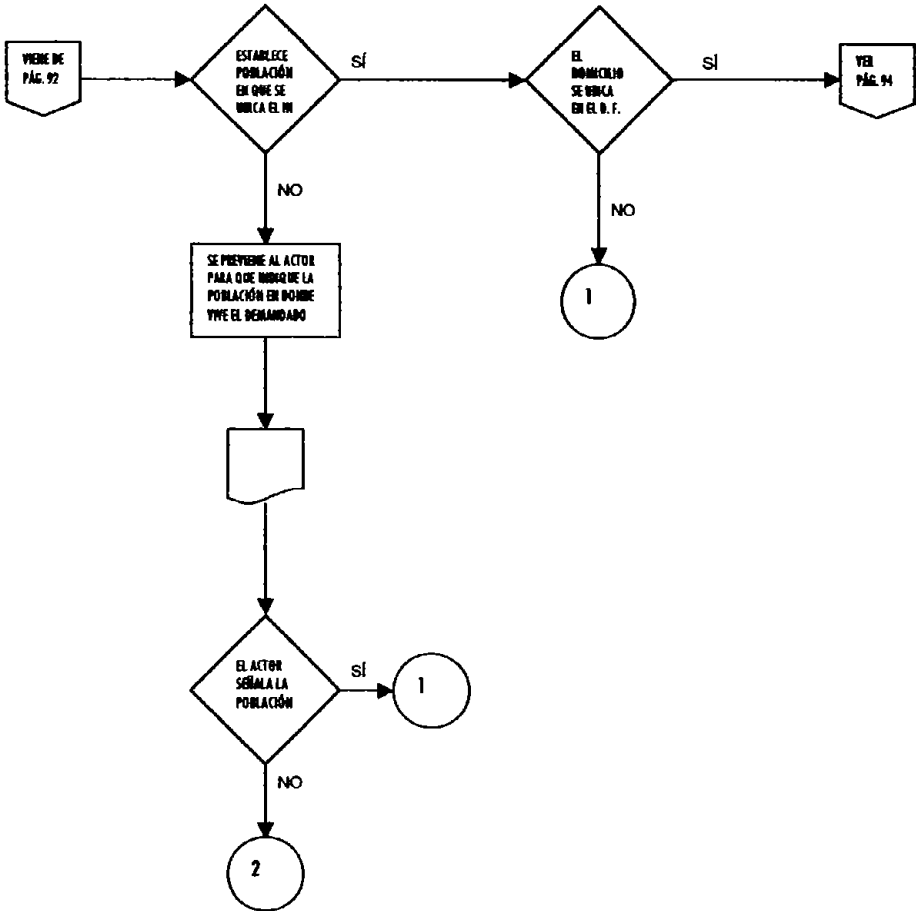 VIENE DE
PÁG. 92
ESTABLECE
POBLACIÓN
EN QUE SE
UBICA EL IN
SÍ
EL
DOMICILIO
SE UBICA
EN EL D. F.
SÍ
VER
PÁG. 94
NO
NO
SE PREVIENE AL ACTOR
PARA QUE INDIQUE LA
POBLACIÓN EN DONDE
VIVE EL DEMANDADO
1
EL ACTOR
SEÑALA LA
POBLACIÓN
SÍ
1
NO
2